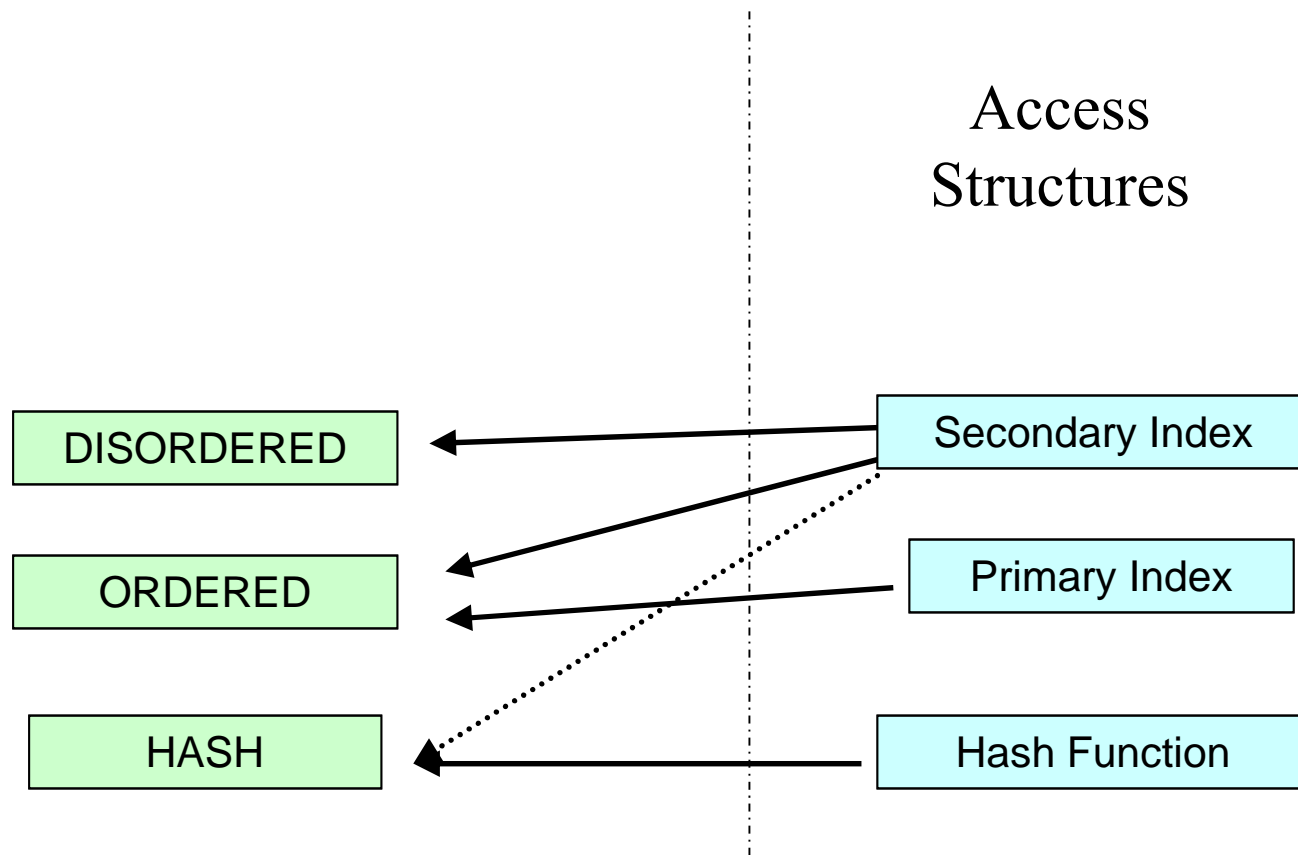 Access
Structures
DISORDERED
Secondary Index
ORDERED
Primary Index
HASH
Hash Function